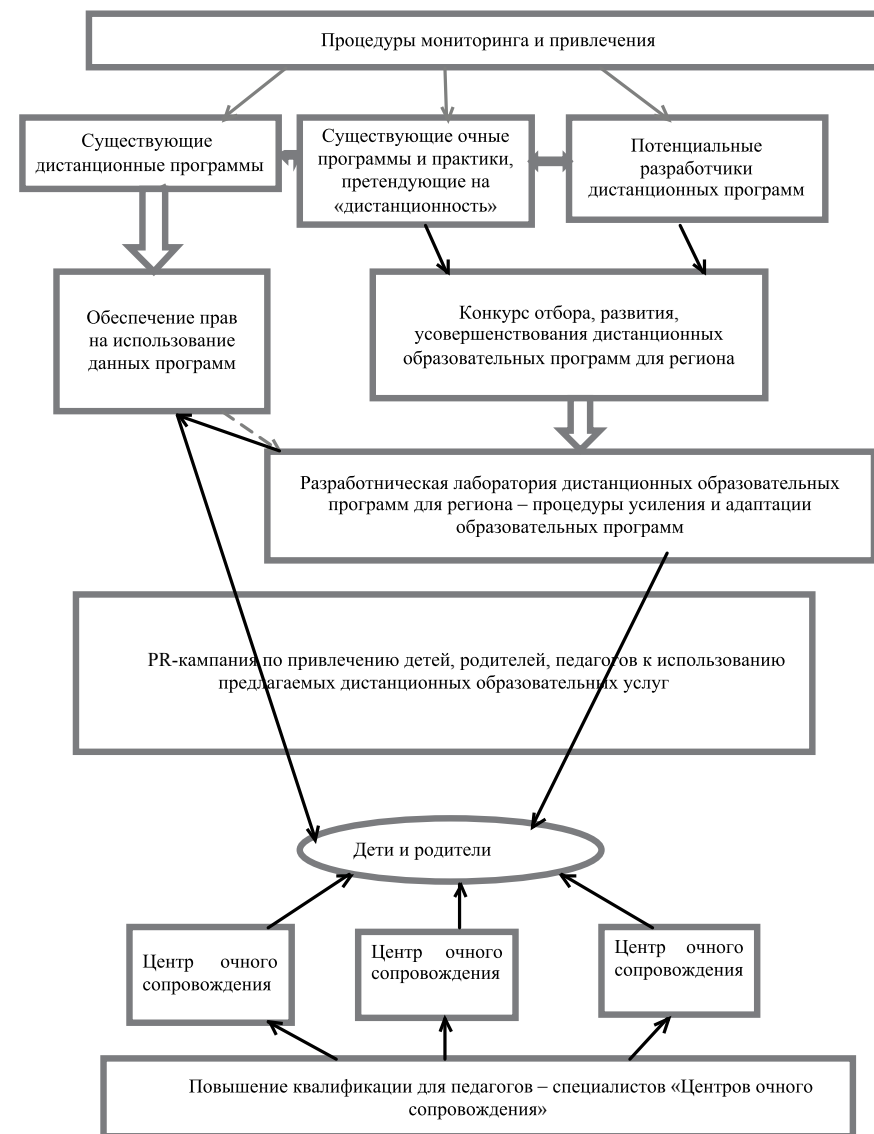 Процедуры мониторинга и привлечения
Существующие
дистанционные программы
Существующие очные
программы и практики,
претендующие на
«дистанционность»
Потенциальные
разработчики
дистанционных программ
Обеспечение прав
на использование
данных программ
Конкурс отбора, развития,
усовершенствования дистанционных
образовательных программ для региона
Разработническая лаборатория дистанционных образовательных
программ для региона – процедуры усиления и адаптации
образовательных программ
PR-кампания по привлечению детей, родителей, педагогов к использованию
предлагаемых дистанционных образовательных услуг
Дети и родители
Центр очного
сопровождения
Центр очного
сопровождения
Центр очного
сопровождения
Повышение квалификации для педагогов – специалистов «Центров очного
сопровождения»